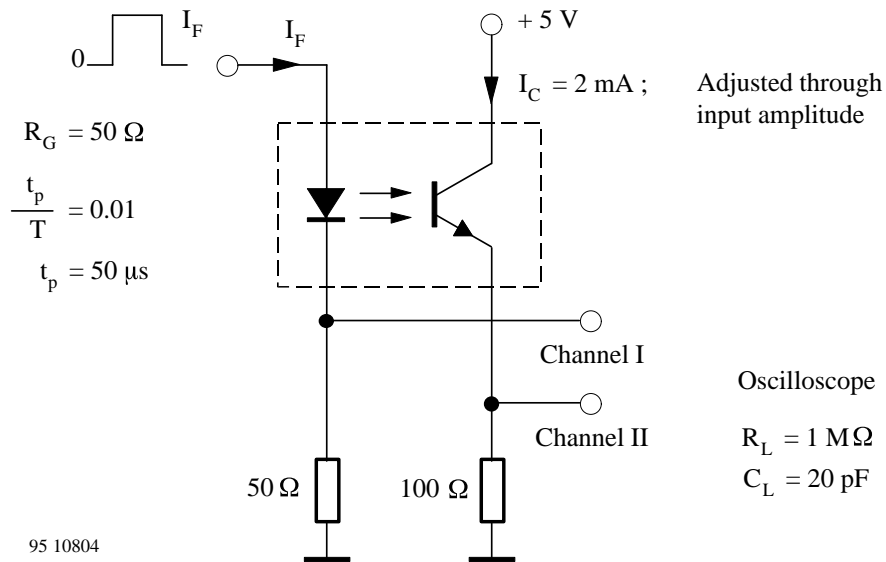 I_F
I_F
+ 5 V
0
I_C = 2 mA ;
Adjusted through
input amplitude
R_G = 50 Ω
t_p
T
= 0.01
t_p = 50 µs
Channel I
Oscilloscope
Channel II
R_L = 1 MΩ
C_L = 20 pF
50 Ω
100 Ω
95 10804